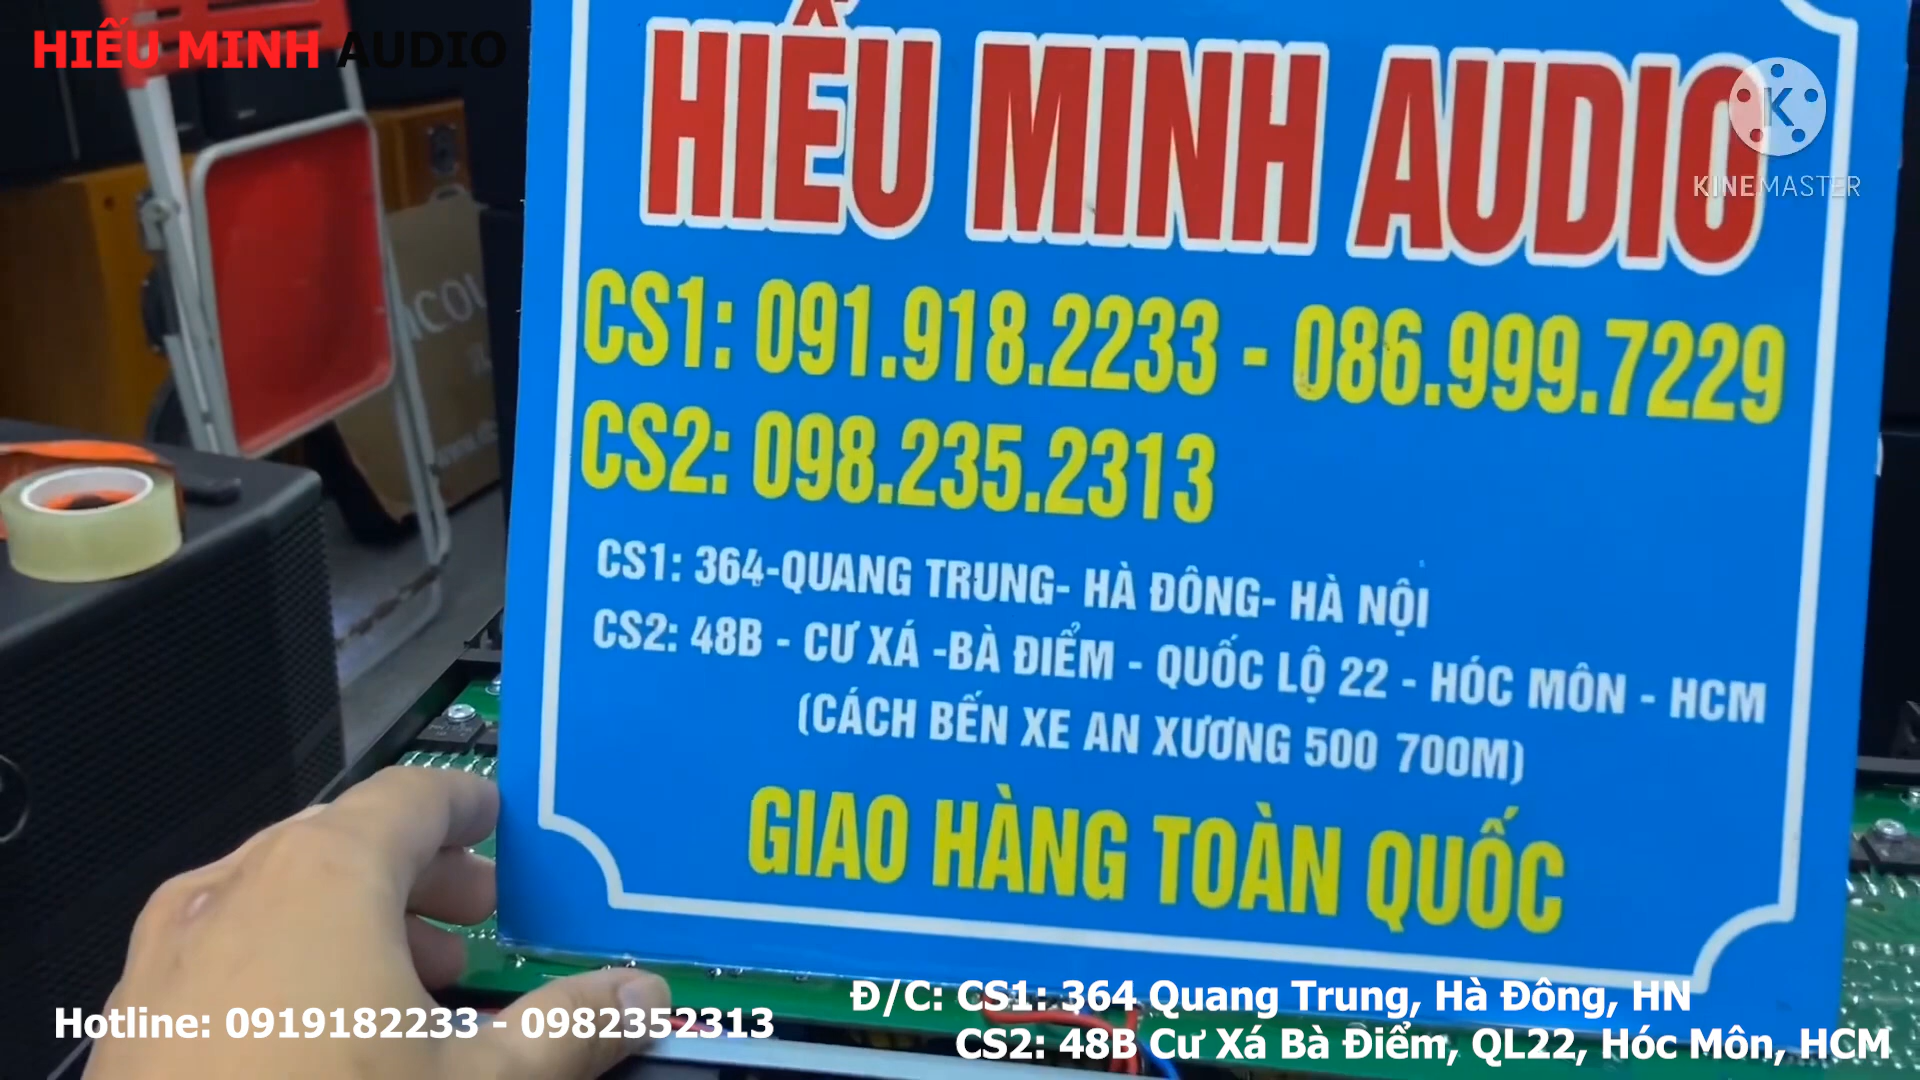 HIẾU MINH AUDIO
HIẾU MINH AUDIO
KINEMASTER
CS1: 091.918.2233 - 086.999.7229
CS2: 098.235.2313
CS1: 364-QUANG TRUNG- HÀ ĐÔNG- HÀ NỘI
CS2: 48B - CƯ XÁ -BÀ ĐIỂM - QUỐC LỘ 22 - HÓC MÔN - HCM
(CÁCH BẾN XE AN XƯƠNG 500 700M)
GIAO HÀNG TOÀN QUỐC
Hotline: 0919182233 - 0982352313
Đ/C: CS1: 364 Quang Trung, Hà Đông, HN
CS2: 48B Cư Xá Bà Điểm, QL22, Hóc Môn, HCM